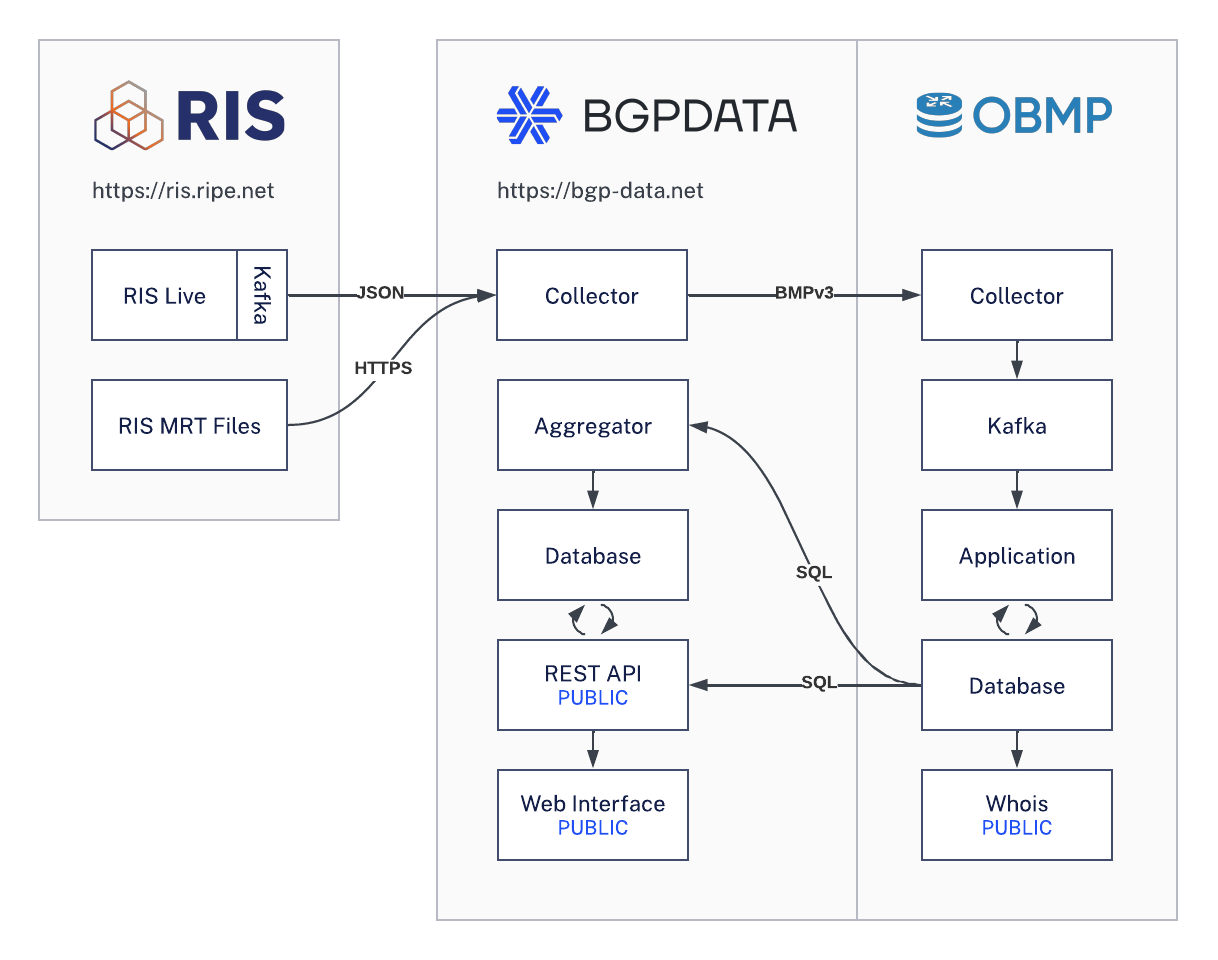 RIS
https://ris.ripe.net
RIS Live
Kafka
RIS MRT Files
JSON
HTTPS
BGPDATA
https://bgp-data.net
Collector
Aggregator
Database
REST API
PUBLIC
Web Interface
PUBLIC
BMPv3
SQL
SQL
OBMP
Collector
Kafka
Application
Database
Whois
PUBLIC